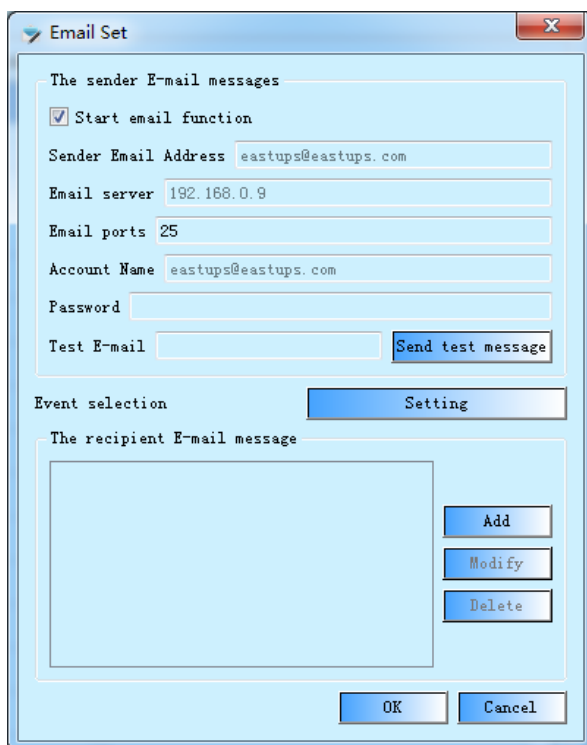 Email Set
The sender E-mail messages
Start email function
Sender Email Address eastups@eastups.com
Email server 192.168.0.9
Email ports 25
Account Name eastups@eastups.com
Password
Test E-mail Send test message
Event selection Setting
The recipient E-mail message
Add
Modify
Delete
OK Cancel